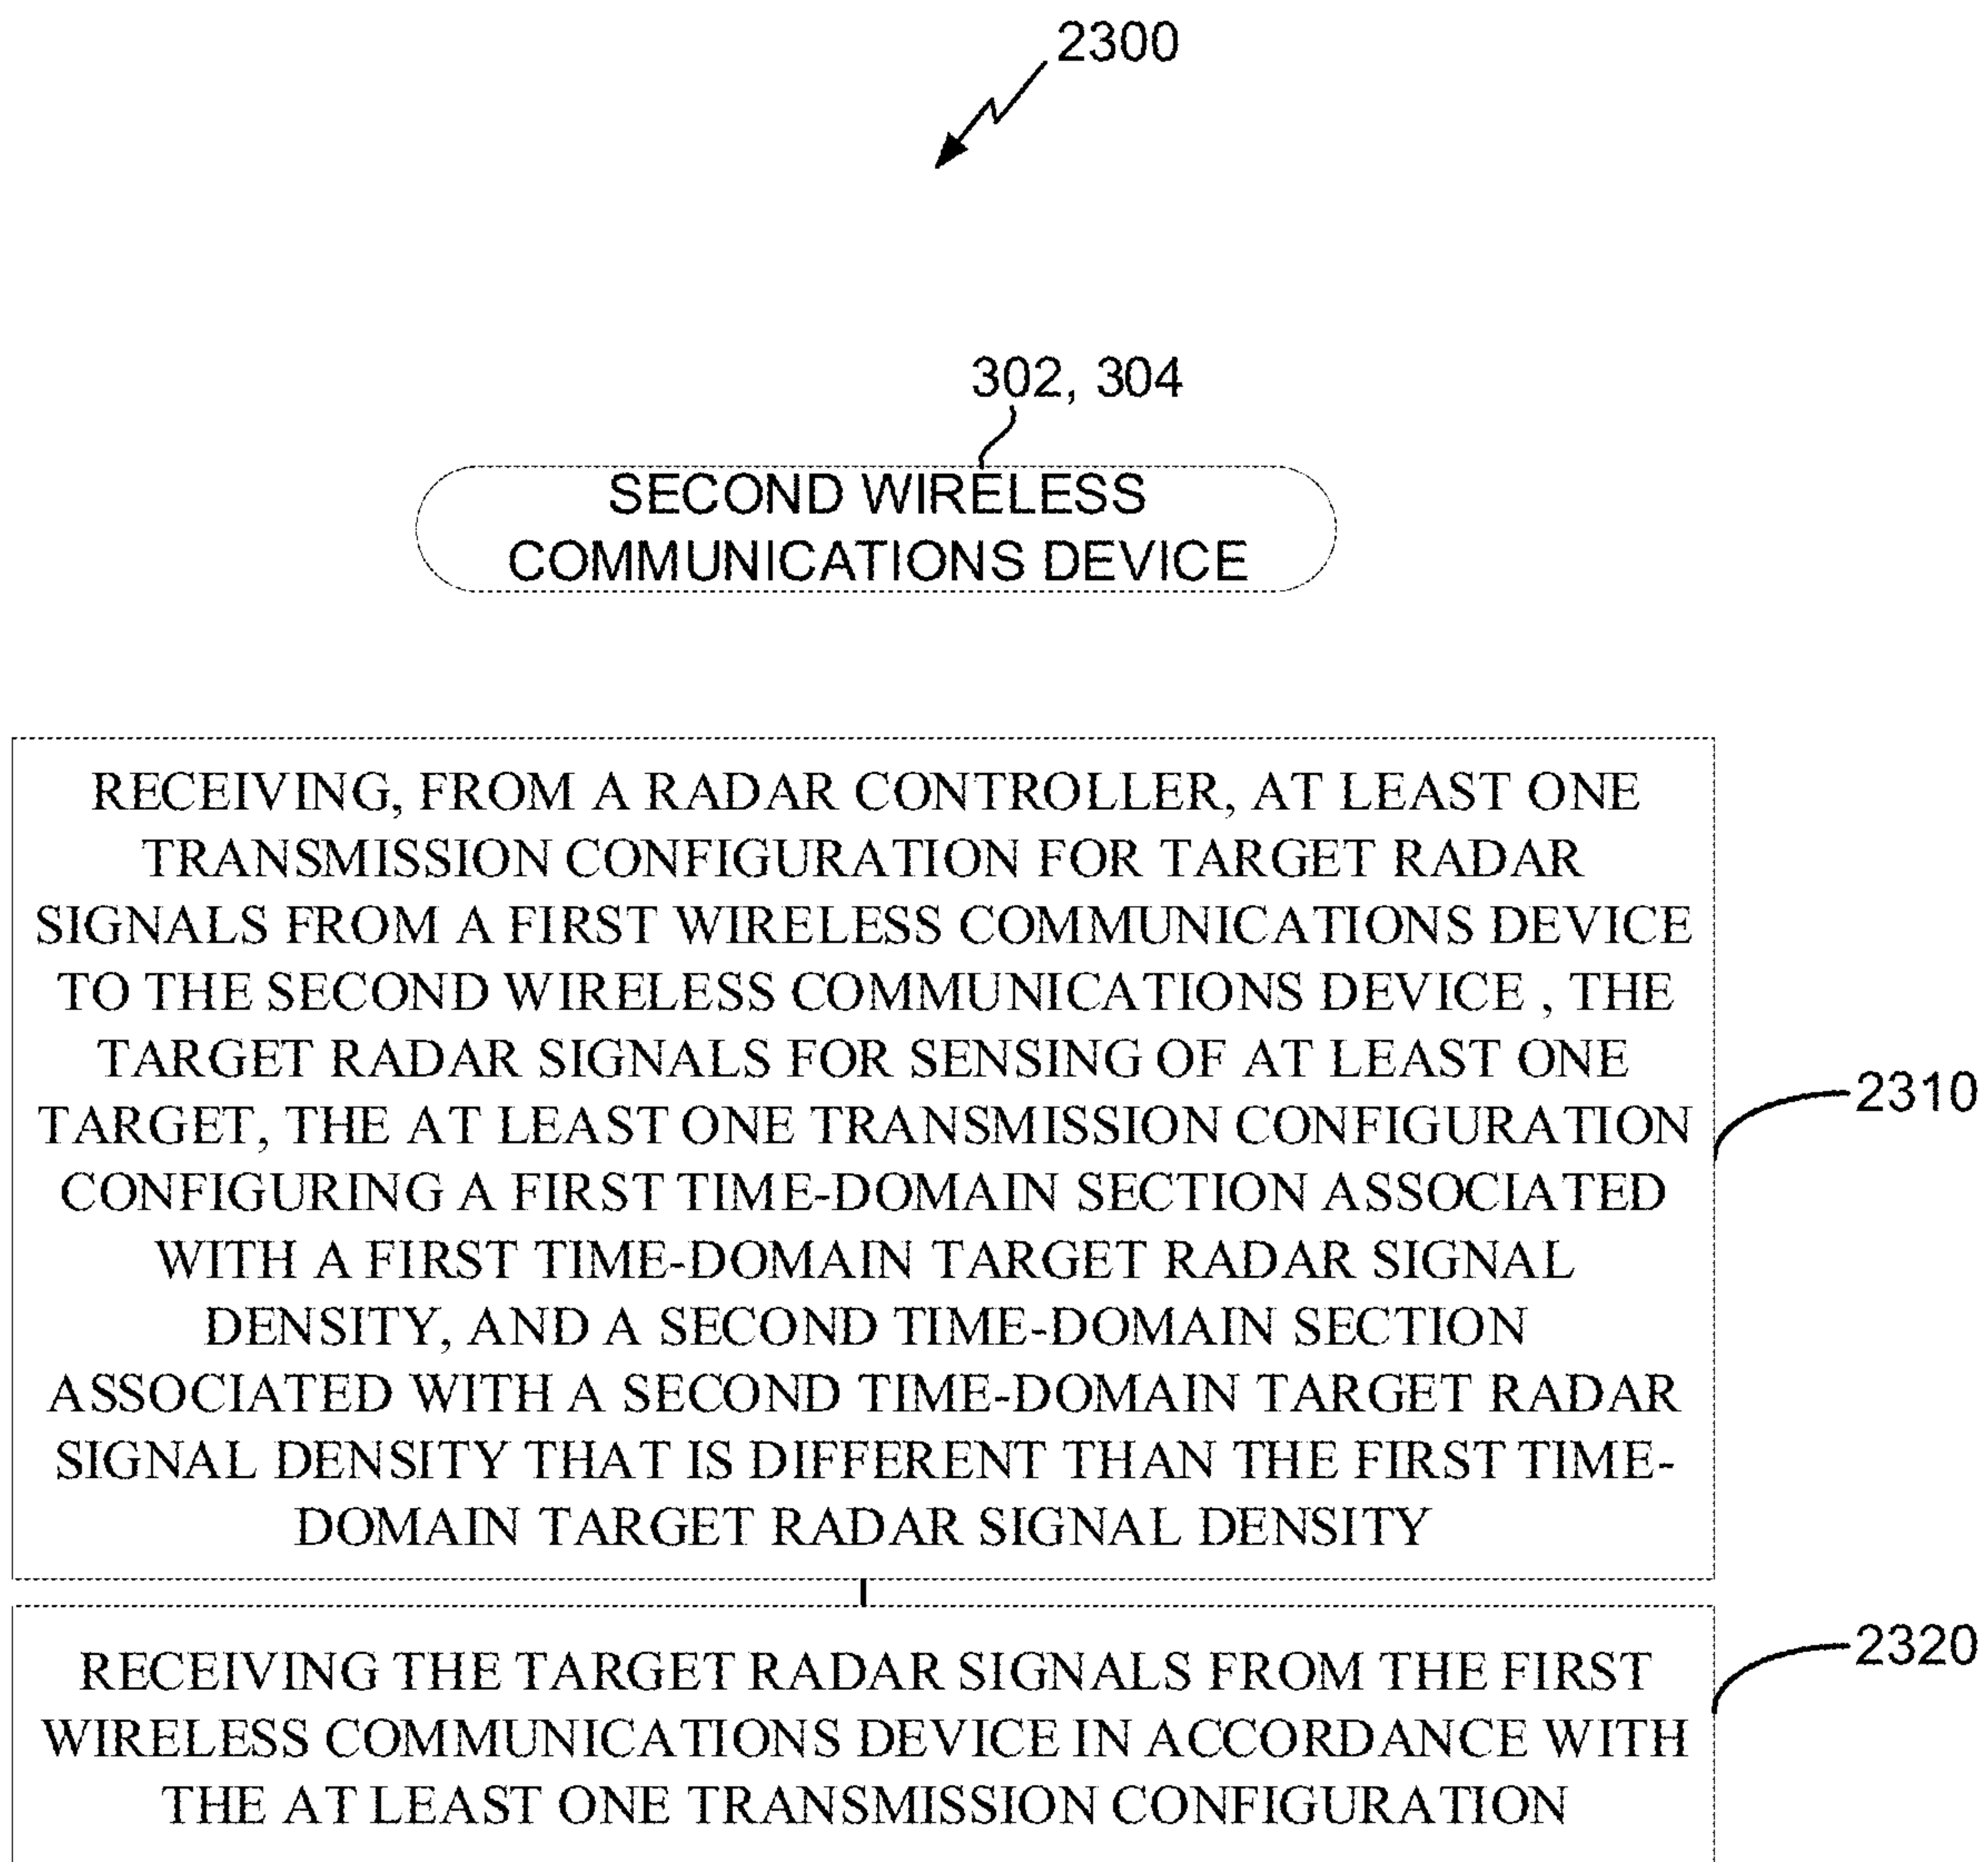 2300
302, 304
SECOND WIRELESS
COMMUNICATIONS DEVICE
RECEIVING, FROM A RADAR CONTROLLER, AT LEAST ONE
TRANSMISSION CONFIGURATION FOR TARGET RADAR
SIGNALS FROM A FIRST WIRELESS COMMUNICATIONS DEVICE
TO THE SECOND WIRELESS COMMUNICATIONS DEVICE , THE
TARGET RADAR SIGNALS FOR SENSING OF AT LEAST ONE
TARGET, THE AT LEAST ONE TRANSMISSION CONFIGURATION
CONFIGURING A FIRST TIME-DOMAIN SECTION ASSOCIATED
WITH A FIRST TIME-DOMAIN TARGET RADAR SIGNAL
DENSITY, AND A SECOND TIME-DOMAIN SECTION
ASSOCIATED WITH A SECOND TIME-DOMAIN TARGET RADAR
SIGNAL DENSITY THAT IS DIFFERENT THAN THE FIRST TIME-
DOMAIN TARGET RADAR SIGNAL DENSITY
2310
RECEIVING THE TARGET RADAR SIGNALS FROM THE FIRST
WIRELESS COMMUNICATIONS DEVICE IN ACCORDANCE WITH
THE AT LEAST ONE TRANSMISSION CONFIGURATION
2320